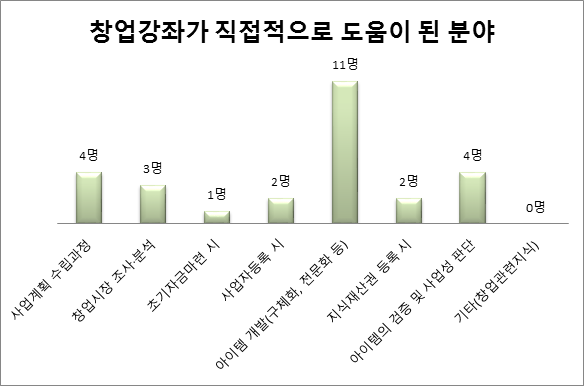 창업강좌가 직접적으로 도움이 된 분야
4명
3명
1명
2명
11명
2명
4명
0명
사업계획 수립과정
창업시장 조사·분석
초기자금마련 시
사업자등록 시
아이템 개발(구체화, 전문화 등)
지식재산권 등록 시
아이템의 검증 및 사업성 판단
기타(창업관련지식)